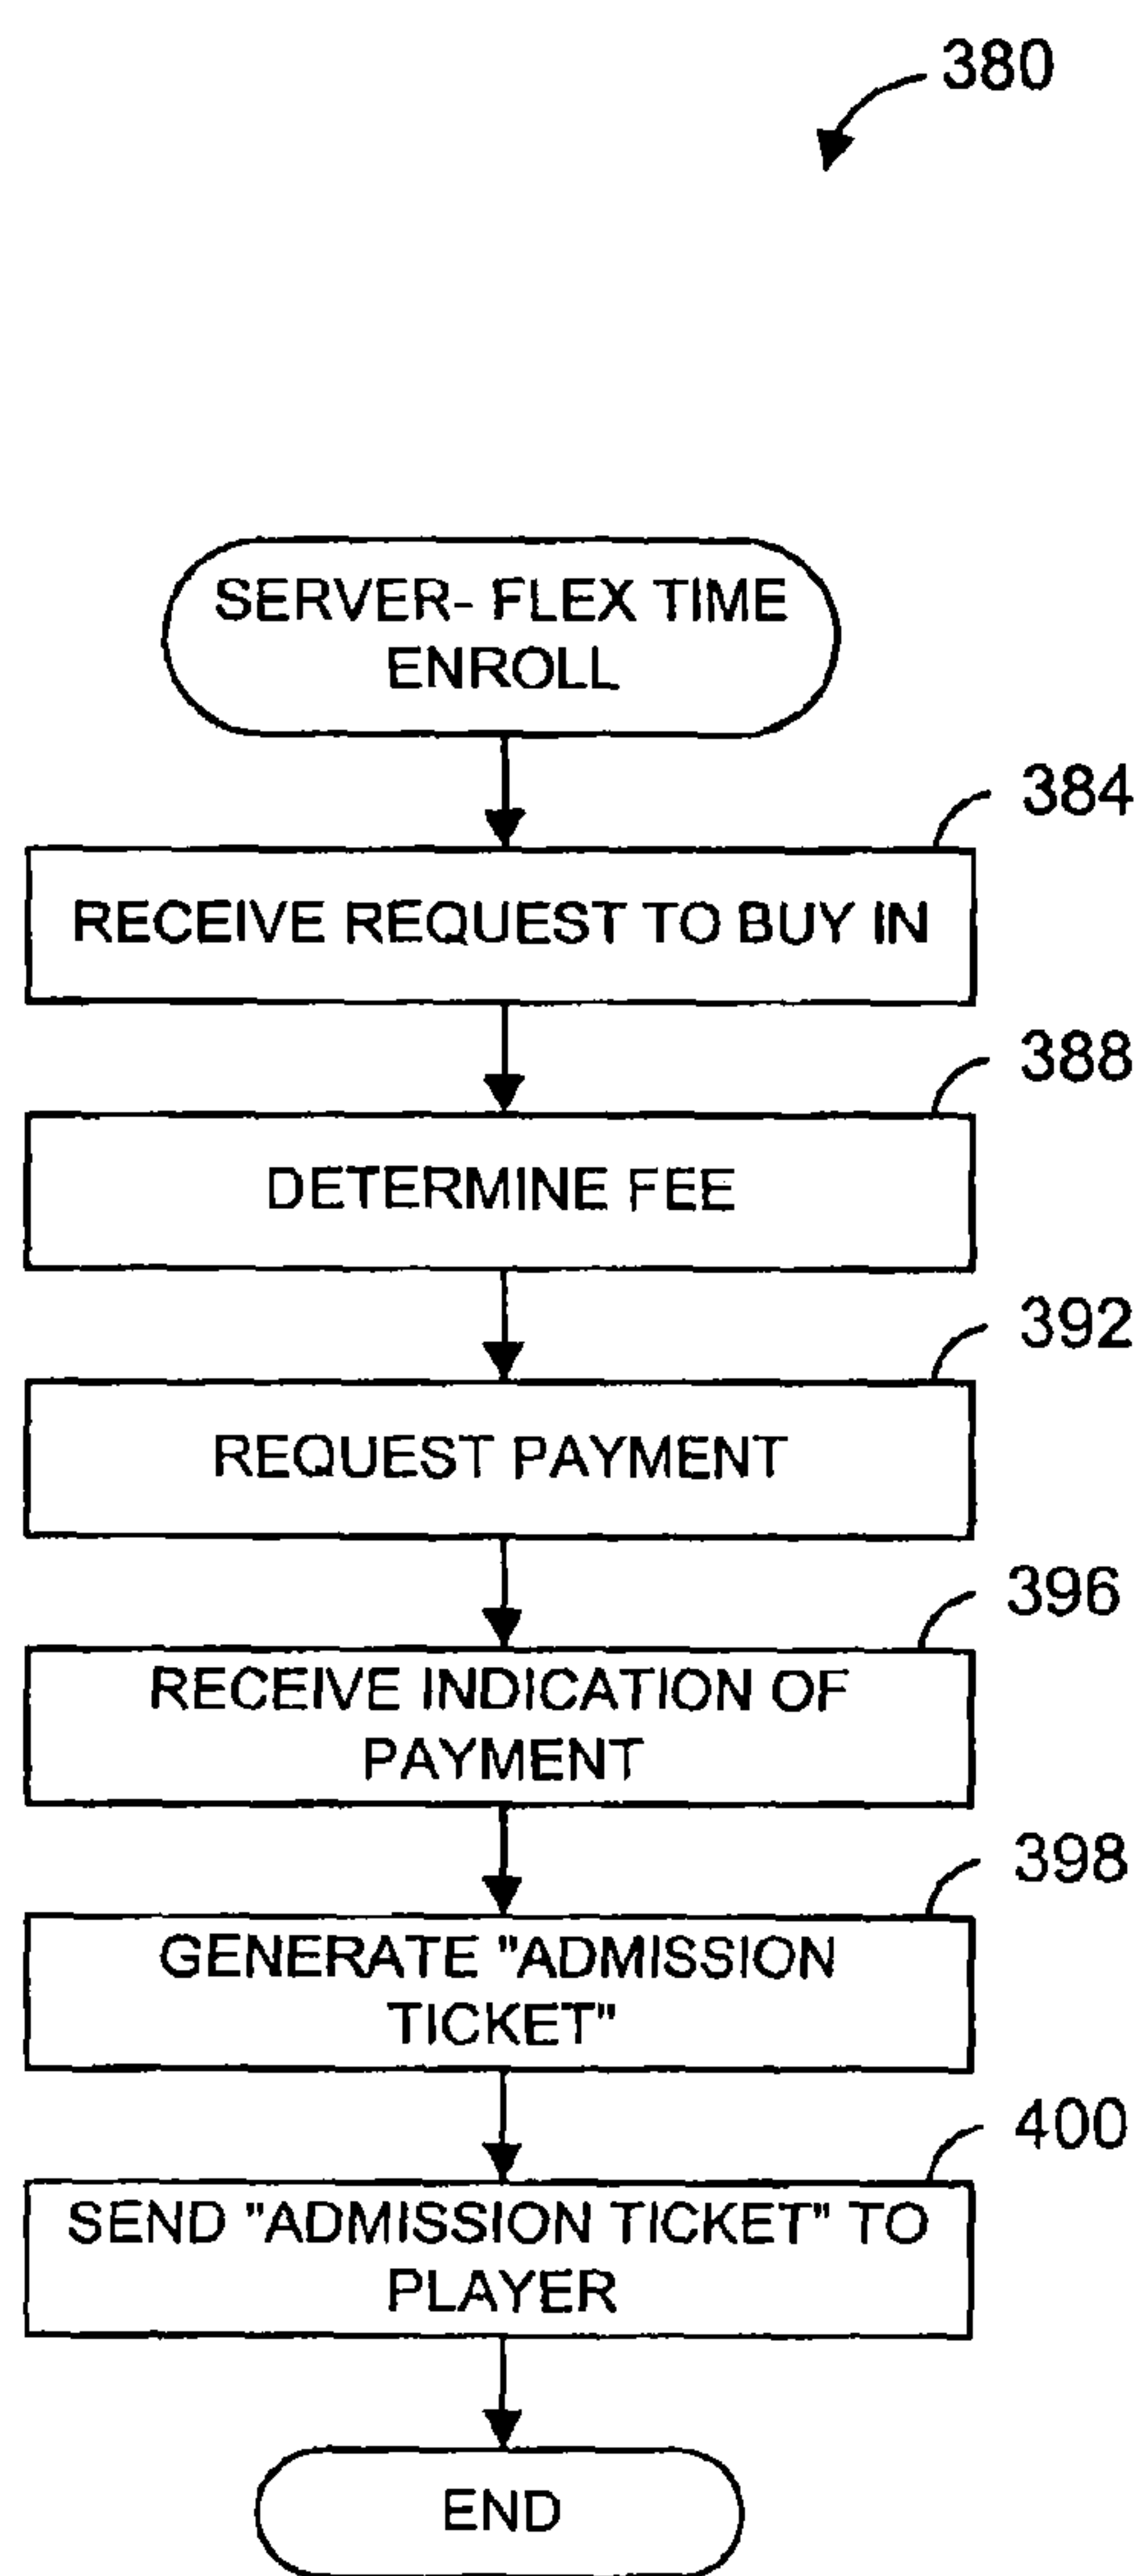 380
SERVER- FLEX TIME
ENROLL
384
RECEIVE REQUEST TO BUY IN
388
DETERMINE FEE
392
REQUEST PAYMENT
396
RECEIVE INDICATION OF
PAYMENT
398
GENERATE "ADMISSION
TICKET"
400
SEND "ADMISSION TICKET" TO
PLAYER
END